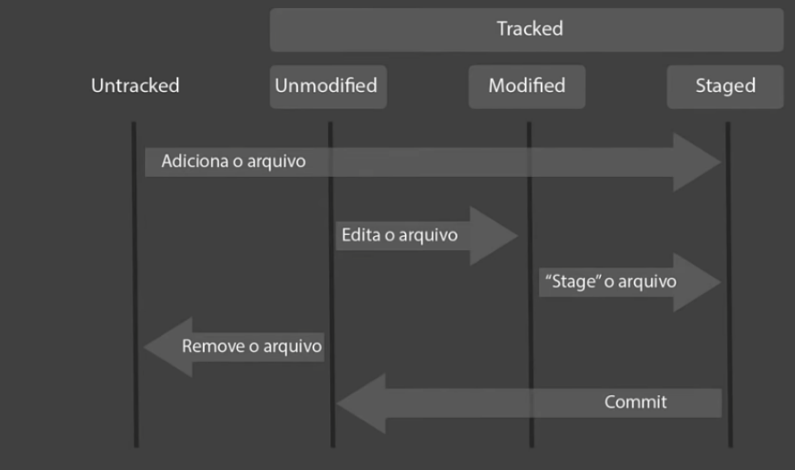 Tracked
Untracked
Unmodified
Modified
Staged
Adiciona o arquivo
Edita o arquivo
“Stage” o arquivo
Remove o arquivo
Commit